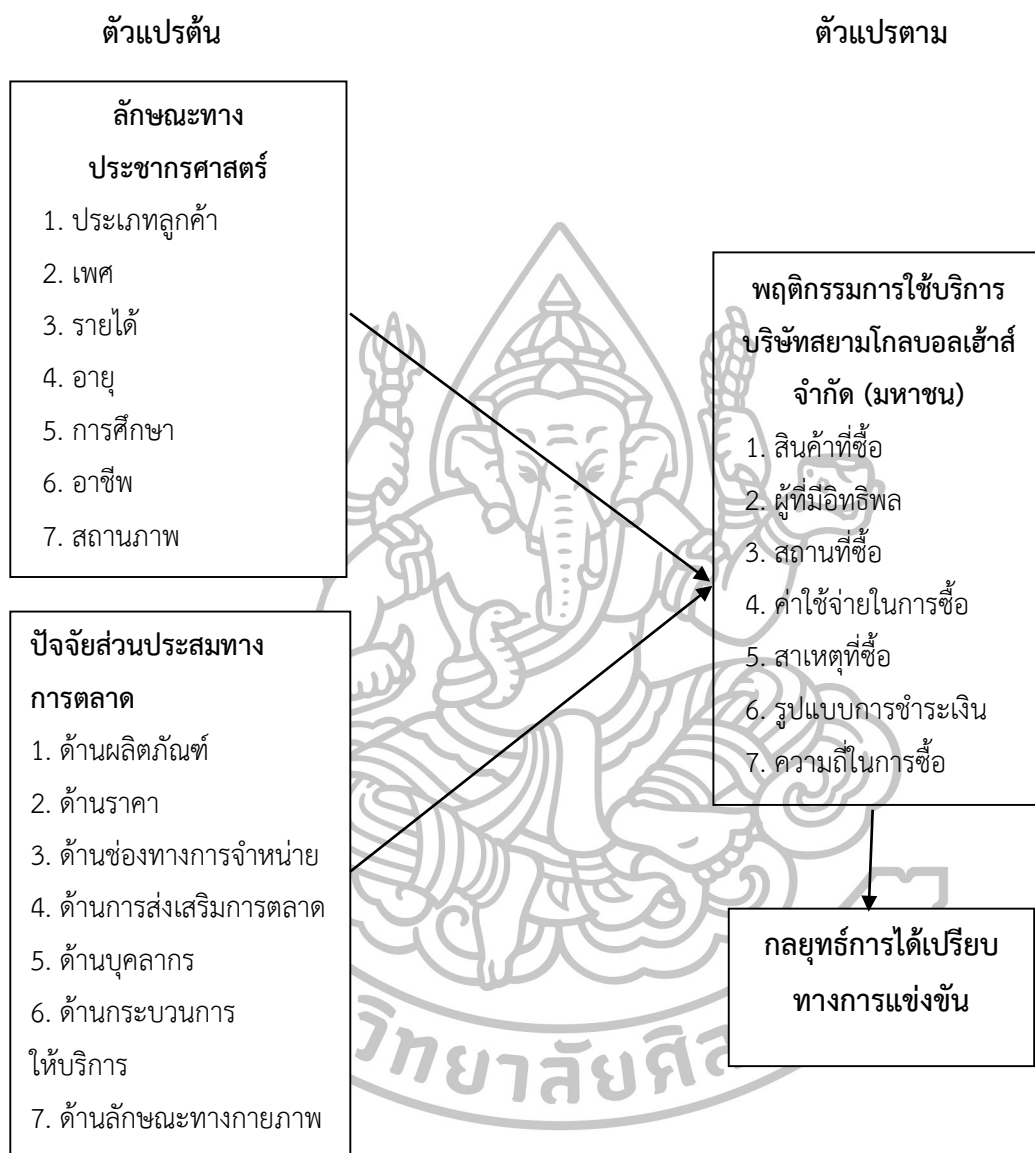 ตัวแปรต้น
ตัวแปรตาม
ลักษณะทาง
ประชากรศาสตร์
1. ประเภทลูกค้า
2. เพศ
3. รายได้
4. อายุ
5. การศึกษา
6. อาชีพ
7. สถานภาพ
ปัจจัยส่วนประสมทาง
การตลาด
1. ด้านผลิตภัณฑ์
2. ด้านราคา
3. ด้านช่องทางการจำหน่าย
4. ด้านการส่งเสริมการตลาด
5. ด้านบุคลากร
6. ด้านกระบวนการ
ให้บริการ
7. ด้านลักษณะทางกายภาพ
พฤติกรรมการใช้บริการ
บริษัทสยามโกลบอลเฮ้าส์
จำกัด (มหาชน)
1. สินค้าที่ซื้อ
2. ผู้ที่มีอิทธิพล
3. สถานที่ซื้อ
4. ค่าใช้จ่ายในการซื้อ
5. สาเหตุที่ซื้อ
6. รูปแบบการชำระเงิน
7. ความถี่ในการซื้อ
กลยุทธ์การได้เปรียบ
ทางการแข่งขัน
วิทยาลัยศิล